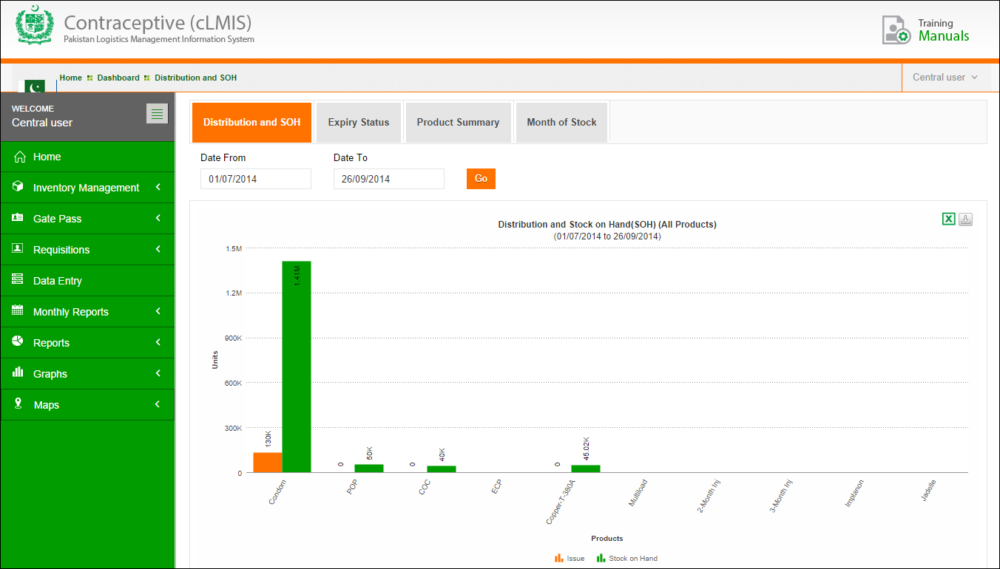 Contraceptive (cLMIS)
Pakistan Logistics Management Information System
Training
Manuals
Home Dashboard Distribution and SOH
Central user
WELCOME
Central user
Home
Inventory Management
Gate Pass
Requisitions
Data Entry
Monthly Reports
Reports
Graphs
Maps
Distribution and SOH Expiry Status Product Summary Month of Stock
Date From Date To
01/07/2014 26/09/2014 Go
Distribution and Stock on Hand(SOH) (All Products)
(01/07/2014 to 26/09/2014)
Units
1.5M
1.2M
900K
600K
300K
0
130K 1.41M 0 50K 0 40K 0 45.02K
Condom POP COC ECP Copper-T-380A Multiload 2-Month Inj 3-Month Inj Implanon Jadelle
Products
Issue Stock on Hand